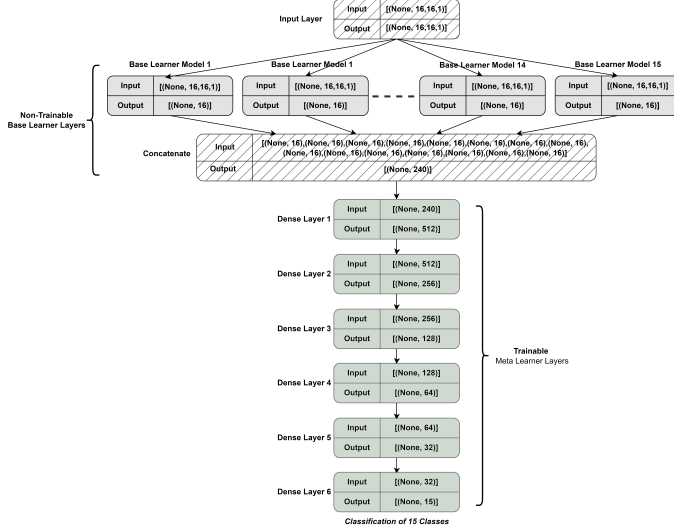 Input Layer
Input [(None, 16,16,1)]
Output [(None, 16,16,1)]
Base Learner Model 1
Base Learner Model 1
Base Learner Model 14
Base Learner Model 15
Input [(None, 16,16,1)]
Output [(None, 16)]
Input [(None, 16,16,1)]
Output [(None, 16)]
Input [(None, 16,16,1)]
Output [(None, 16)]
Input [(None, 16,16,1)]
Output [(None, 16)]
Non-Trainable
Base Learner Layers
Concatenate
Input
[(None, 16),(None, 16),(None, 16),(None, 16),(None, 16),(None, 16),(None, 16),(None, 16),
(None, 16),(None, 16),(None, 16),(None, 16),(None, 16),(None, 16),(None, 16)]
Output [(None, 240)]
Dense Layer 1
Input [(None, 240)]
Output [(None, 512)]
Dense Layer 2
Input [(None, 512)]
Output [(None, 256)]
Dense Layer 3
Input [(None, 256)]
Output [(None, 128)]
Dense Layer 4
Input [(None, 128)]
Output [(None, 64)]
Dense Layer 5
Input [(None, 64)]
Output [(None, 32)]
Dense Layer 6
Input [(None, 32)]
Output [(None, 15)]
Trainable
Meta Learner Layers
Classification of 15 Classes